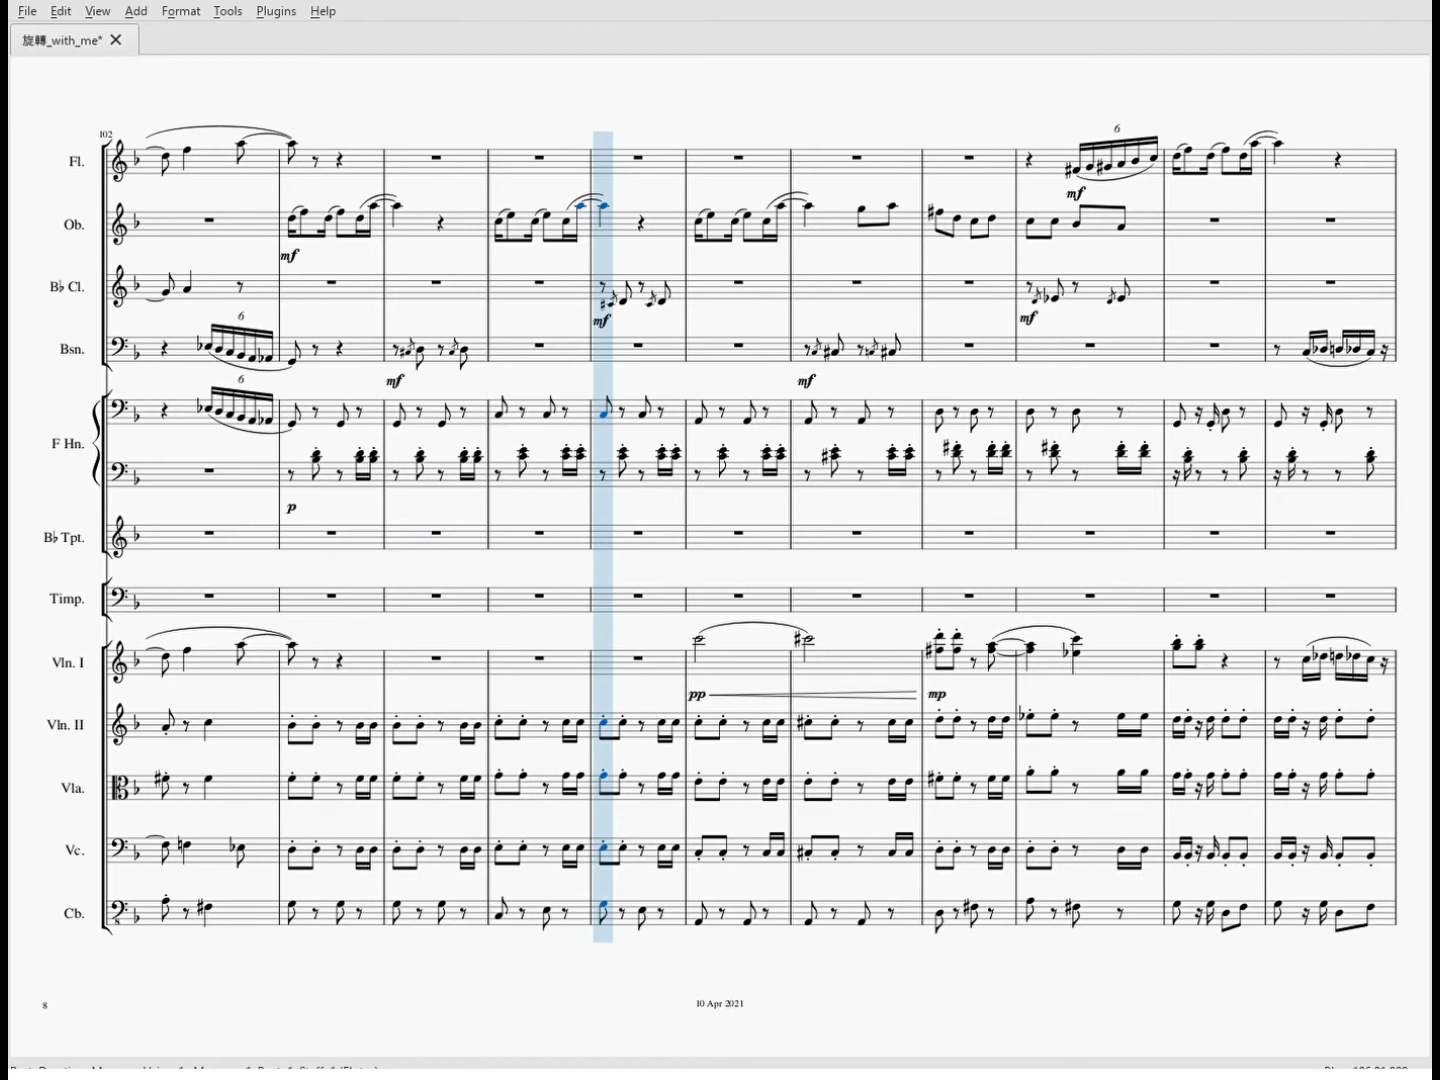 File Edit View Add Format Tools Plugins Help
旋轉_with_me*
102
6
Fl.
mf
Ob.
mf
B♭ Cl.
mf
mf
6
Bsn.
mf
mf
6
F Hn.
p
B♭ Tpt.
Timp.
Vln. I
pp
mp
Vln. II
Vla.
Vc.
Cb.
8
10 Apr 2021